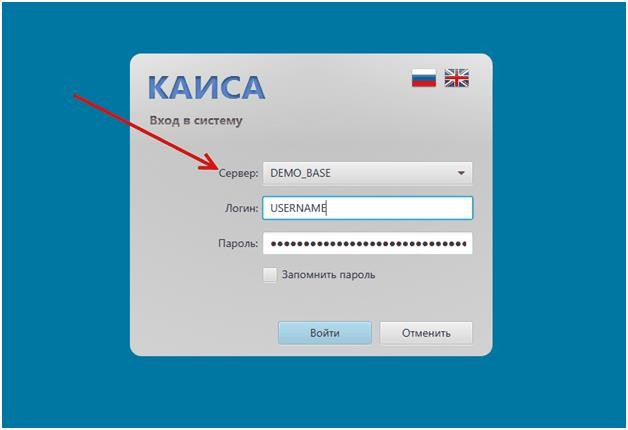 КАИСА
Вход в систему
Сервер: DEMO_BASE
Логин: USERNAME
Пароль: ••••••••••••••••••••••••••••••••
Запомнить пароль
Войти Отменить